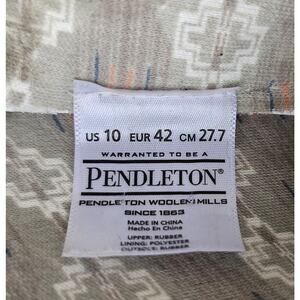 US 10 EUR 42 CM 27.7
WARRANTED TO BE A
PENDLETON®
PENDLETON WOOLEN MILLS
SINCE 1863
MADE IN CHINA
Hecho En China
UPPER: RUBBER
LINING: POLYESTER
OUTSOLE: RUBBER